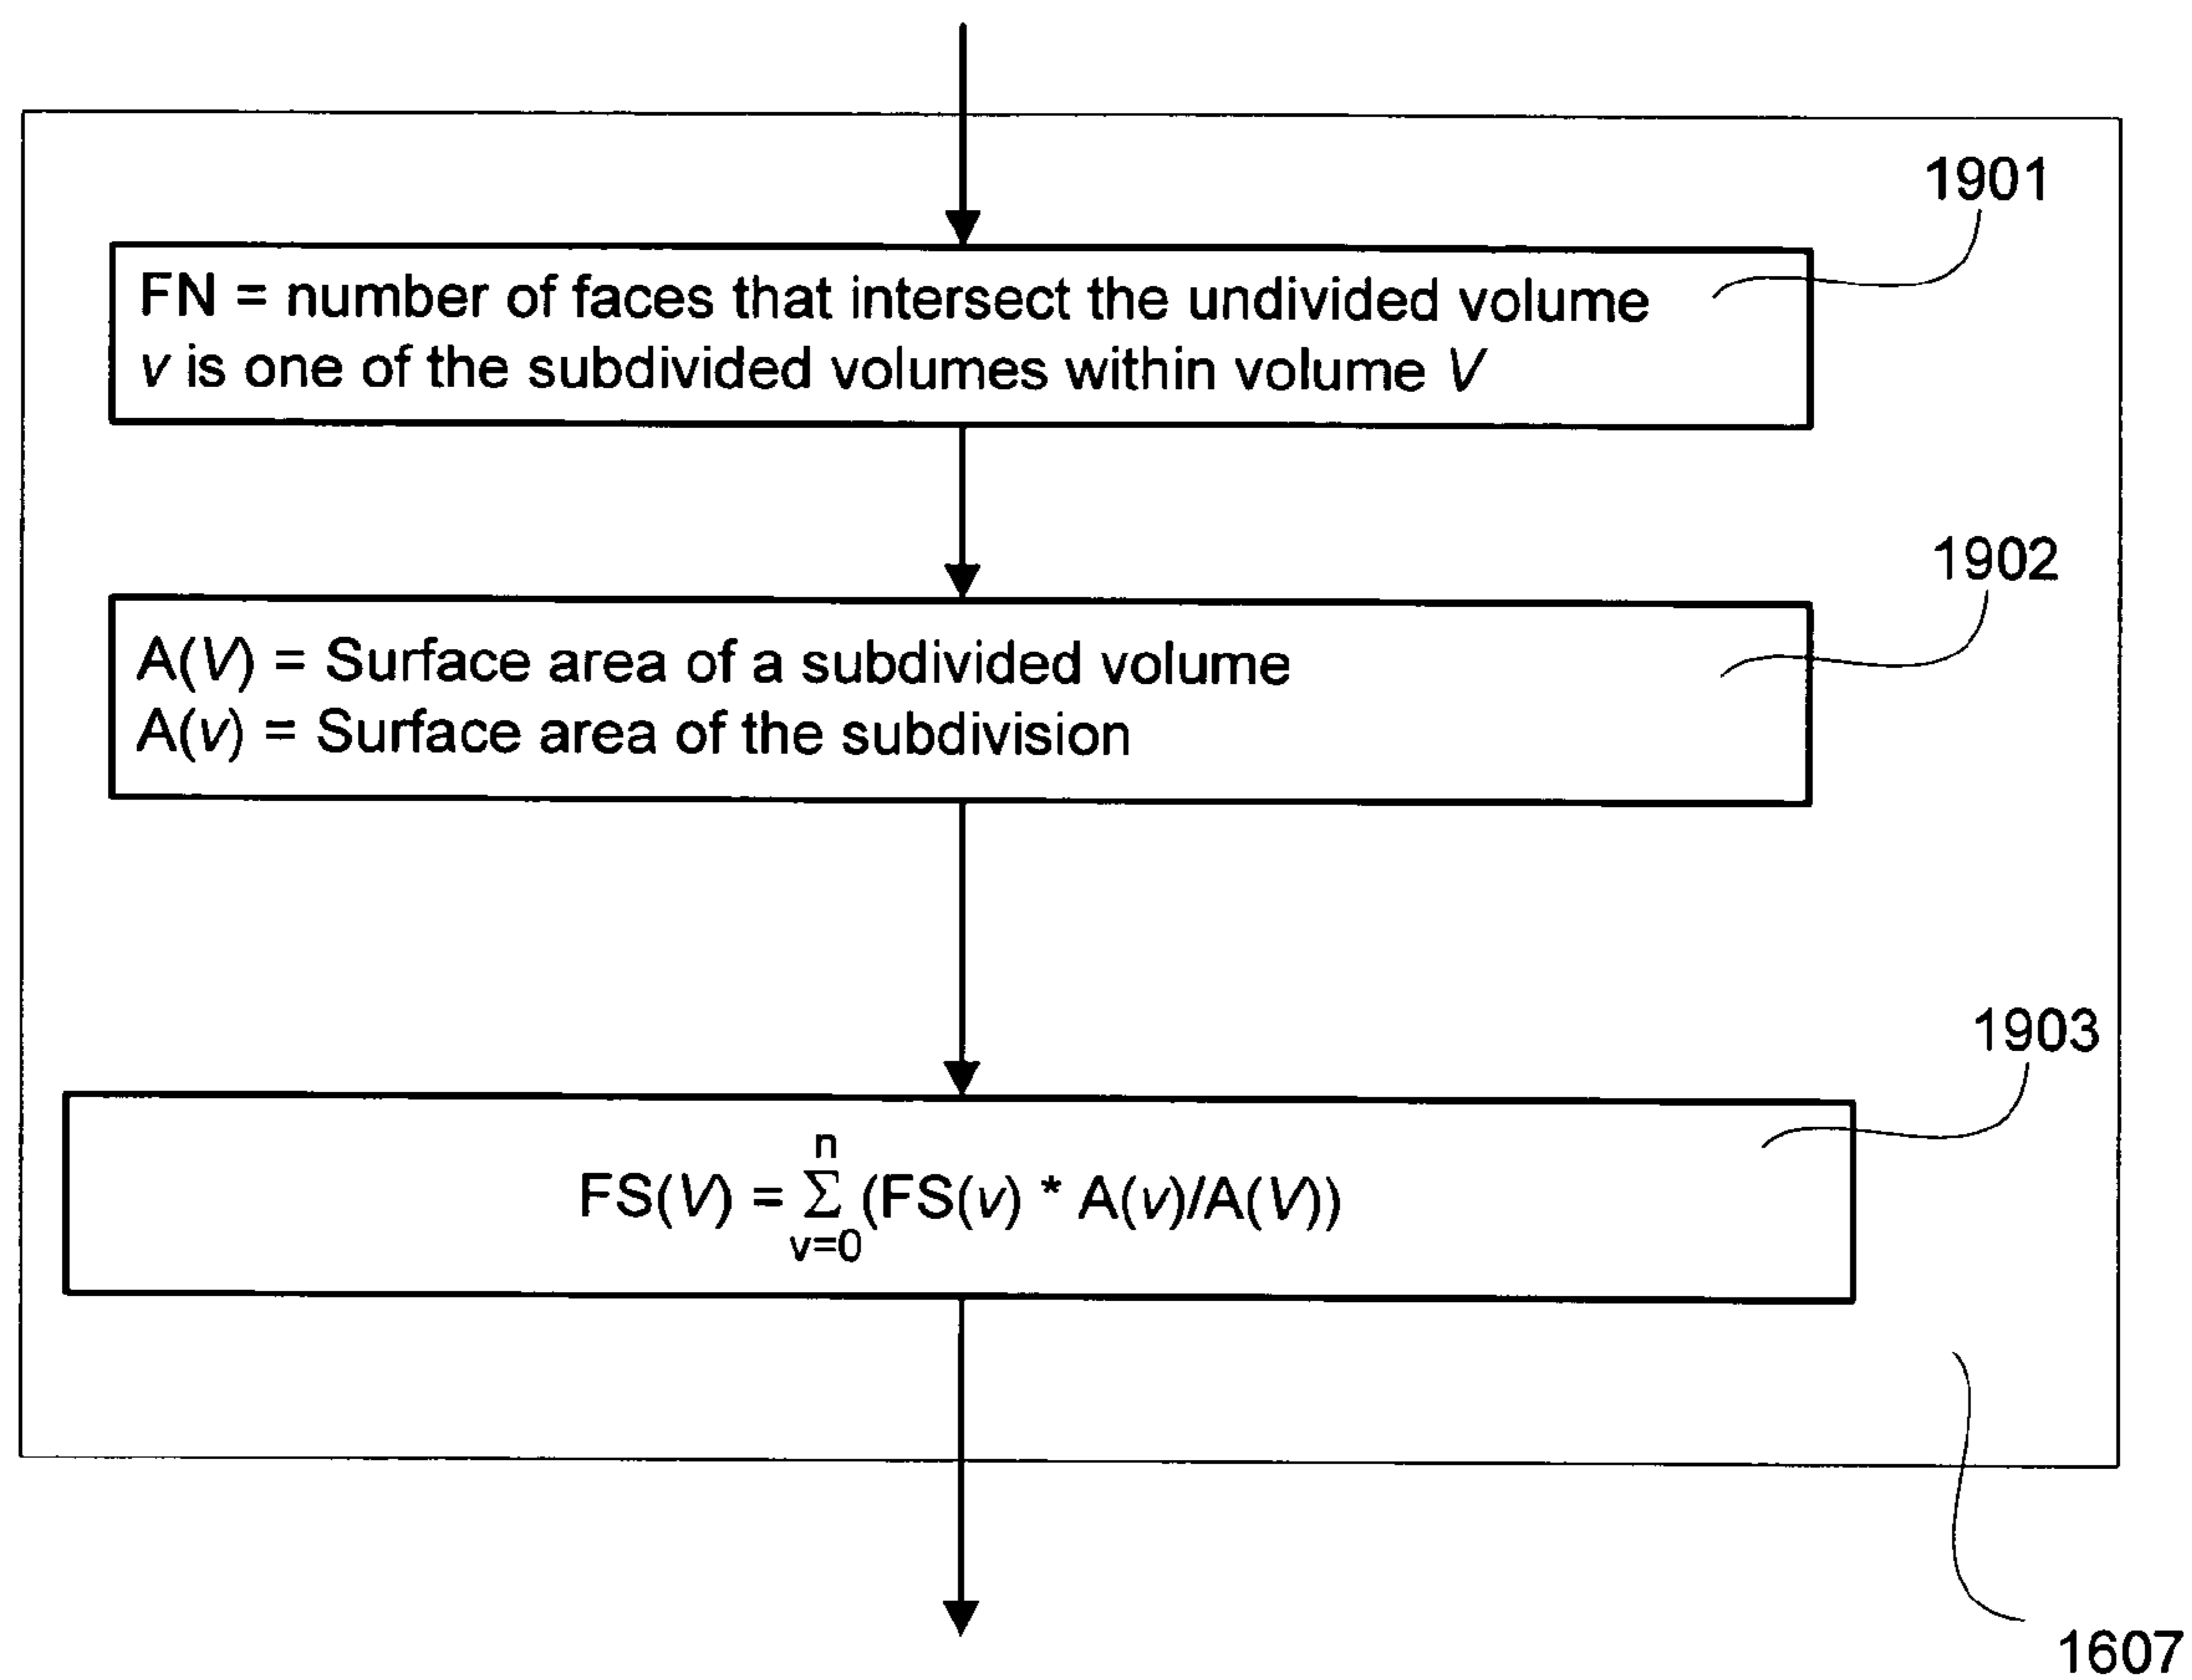 1901
FN = number of faces that intersect the undivided volume
v is one of the subdivided volumes within volume V
1902
A(V) = Surface area of a subdivided volume
A(v) = Surface area of the subdivision
1903
n
FS(V) = Σ (FS(v) * A(v)/A(V))
v=0
1607